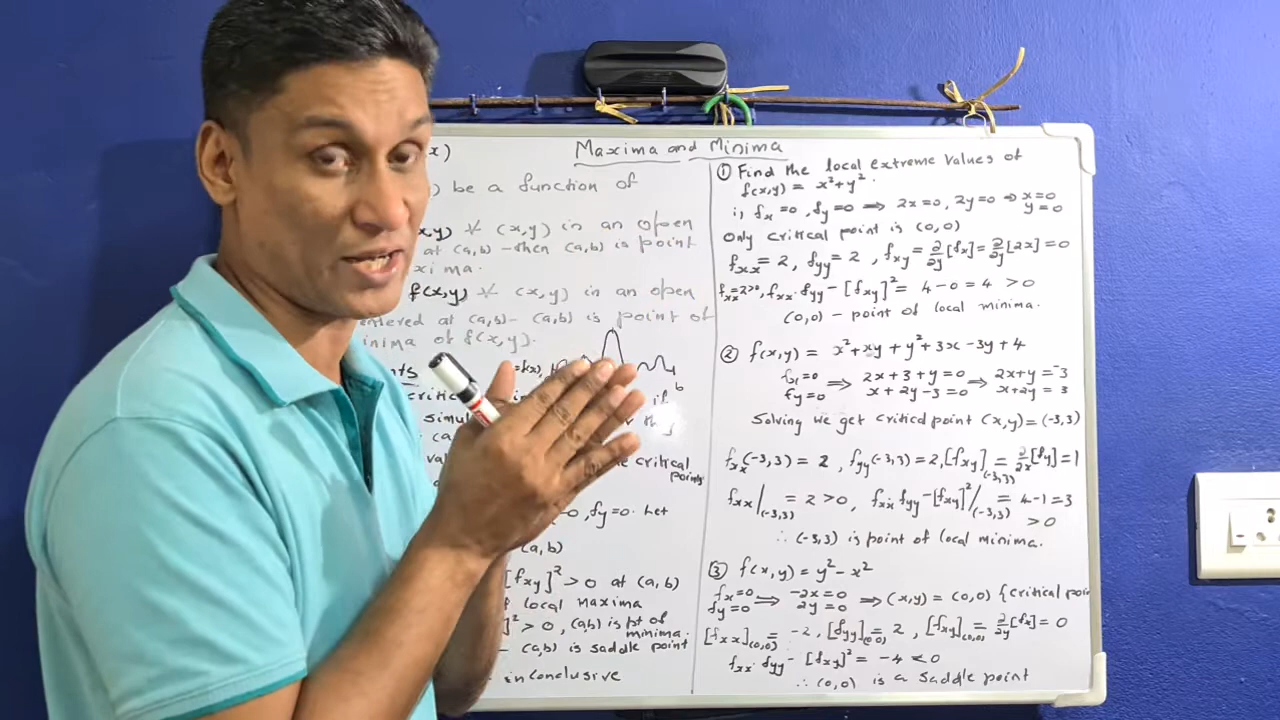 x)
Maxima and Minima
) be a function of
x,y) ∀ (x,y) in an open
at (a,b) then (a,b) is point
xima.
f(x,y) ∀ (x,y) in an open
entered at (a,b) - (a,b) is point of
inima of f(x,y).
b
critic if
simul
(a
val critical
points
=0, fy=0. Let
(a,b)
[fxy]² > 0 at (a,b)
f local maxima
]² > 0, (a,b) is pt of
minima.
- (a,b) is saddle point
inconclusive
① Find the local extreme values of
f(x,y) = x²+y².
i) fx = 0, fy = 0 ⇒ 2x = 0, 2y = 0 ⇒ x=0
y=0
Only critical point is (0,0)
fxx = 2, fyy = 2, fxy = ∂/∂y [fx] = ∂/∂y [2x] = 0
fxx = 2>0, fxx. fyy - [fxy]² = 4-0 = 4 > 0
(0,0) - point of local minima.
② f(x,y) = x²+xy+y²+3x-3y+4
fx=0 ⇒ 2x+3+y=0 ⇒ 2x+y = -3
fy=0 x+2y-3=0 x+2y = 3
Solving we get critical point (x,y) = (-3,3)
fxx(-3,3) = 2, fyy(-3,3) = 2, [fxy](-3,3) = ∂/∂x [fy] = 1
fxx|(-3,3) = 2 > 0, fxx fyy - [fxy]²/(-3,3) = 4-1 = 3
> 0
∴ (-3,3) is point of local minima.
③ f(x,y) = y² - x²
fx=0 ⇒ -2x=0 ⇒ (x,y) = (0,0) {critical poin
fy=0 2y=0
[fxx](0,0) = -2, [fyy](0,0) = 2, [fxy](0,0) = ∂/∂y [fx] = 0
fxx. fyy - [fxy]² = -4 < 0
∴ (0,0) is a saddle point